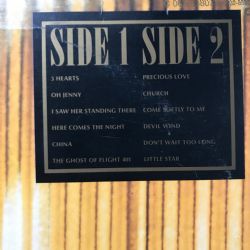 SIDE 1 SIDE 2
3 HEARTS
OH JENNY
I SAW HER STANDING THERE
HERE COMES THE NIGHT
CHINA
THE GHOST OF FLIGHT 401
PRECIOUS LOVE
CHURCH
COME SOFTLY TO ME
DEVIL WIND
DON'T WAIT TOO LONG
LITTLE STAR